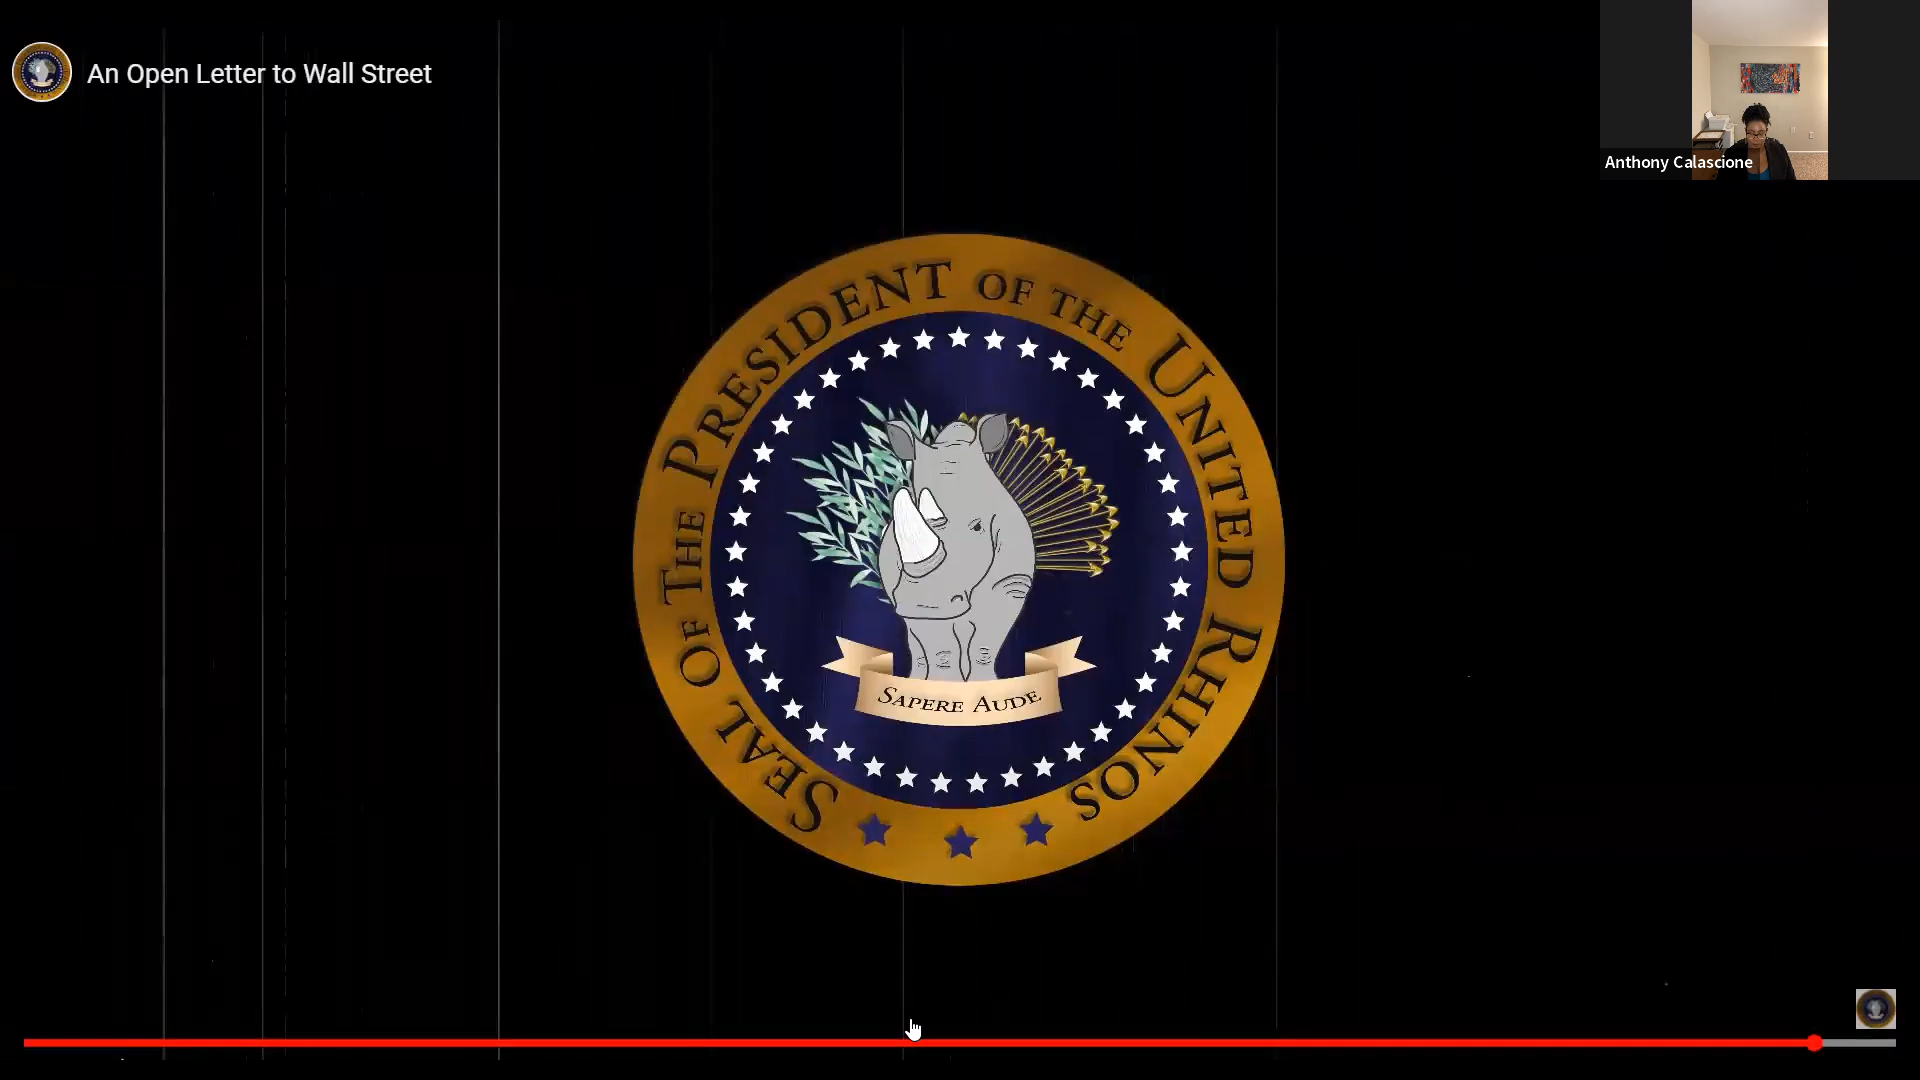 An Open Letter to Wall Street
Anthony Calascione
SEAL OF THE PRESIDENT OF THE UNITED RHINOS
SAPERE AUDE